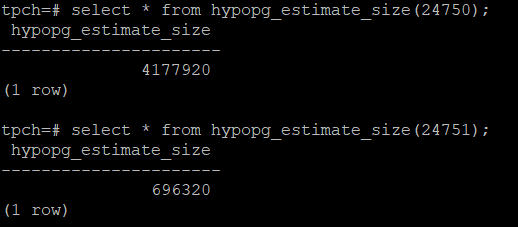 tpch=# select * from hypopg_estimate_size(24750);
hypopg_estimate_size
----------------------
4177920
(1 row)
tpch=# select * from hypopg_estimate_size(24751);
hypopg_estimate_size
----------------------
696320
(1 row)